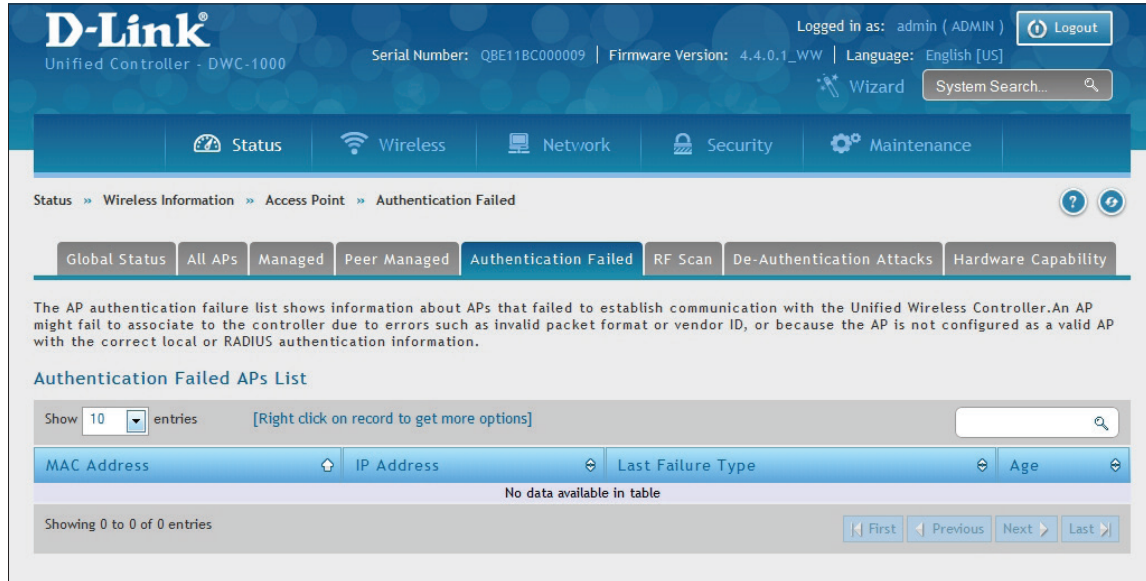 D-Link®
Unified Controller - DWC-1000
Logged in as: admin ( ADMIN )
Logout
Serial Number: QBE11BC000009 | Firmware Version: 4.4.0.1_WW | Language: English [US]
Wizard
System Search...
Status
Wireless
Network
Security
Maintenance
Status » Wireless Information » Access Point » Authentication Failed
?
Global Status
All APs
Managed
Peer Managed
Authentication Failed
RF Scan
De-Authentication Attacks
Hardware Capability
The AP authentication failure list shows information about APs that failed to establish communication with the Unified Wireless Controller.An AP
might fail to associate to the controller due to errors such as invalid packet format or vendor ID, or because the AP is not configured as a valid AP
with the correct local or RADIUS authentication information.
Authentication Failed APs List
Show 10 entries
[Right click on record to get more options]
MAC Address
IP Address
Last Failure Type
Age
No data available in table
Showing 0 to 0 of 0 entries
First
Previous
Next
Last